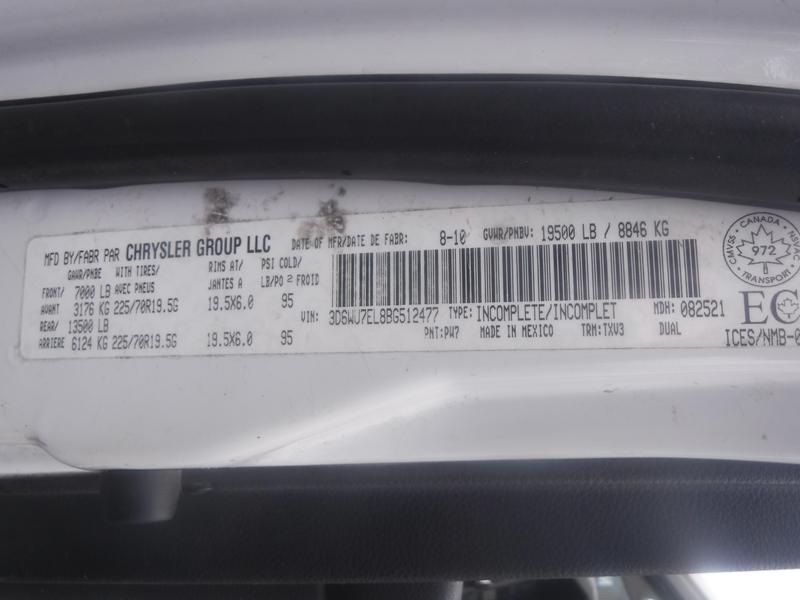 MFD BY/FABR PAR CHRYSLER GROUP LLC DATE OF MFR/DATE DE FABR: 8-10 GVWR/PNBV: 19500 LB / 8846 KG
GAWR/PNBE WITH TIRES/ RIMS AT/ PSI COLD/
AVEC PNEUS JANTES A LB/PO2 FROID
FRONT/ 7000 LB
AVANT 3176 KG 225/70R19.5G 19.5X6.0 95
REAR/ 13500 LB
ARRIERE 6124 KG 225/70R19.5G 19.5X6.0 95
VIN: 3D6WU7EL8BG512477 TYPE: INCOMPLETE/INCOMPLET MDH: 082521
PNT: PW7 MADE IN MEXICO TRM: TXV3 DUAL
CANADA
CMVSS 972 NSVAC
TRANSPORT
EC
ICES/NMB-0